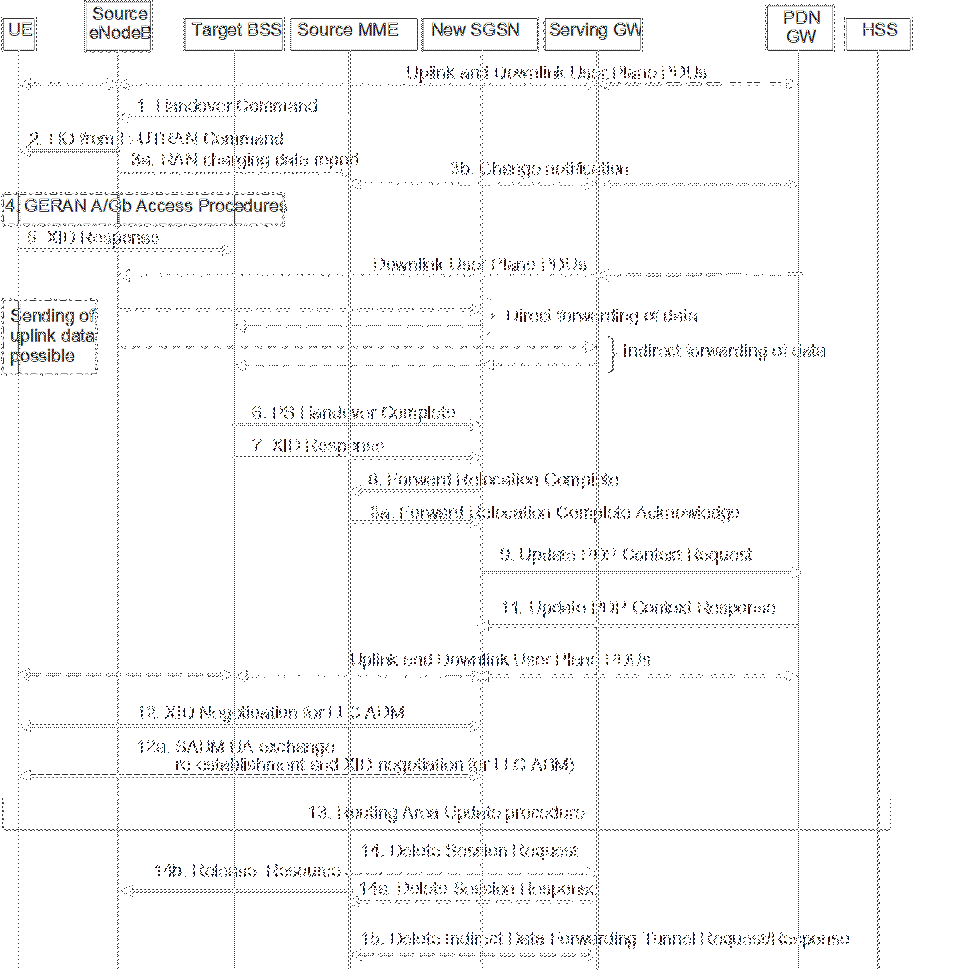 UE
Source
eNodeB
Target BSS
Source MME
New SGSN
Serving GW
PDN
GW
HSS
Uplink and Downlink User Plane PDUs
1. Handover Command
2. HO from E-UTRAN Command
3a. RAN charging data report
3b. Change notification
4. GERAN A/Gb Access Procedures
5. XID Response
Downlink User Plane PDUs
Sending of
uplink data
possible
Direct forwarding of data
Indirect forwarding of data
6. PS Handover Complete
7. XID Response
8. Forward Relocation Complete
8a. Forward Relocation Complete Acknowledge
9. Update PDP Context Request
11. Update PDP Context Response
Uplink and Downlink User Plane PDUs
12. XID Negotioation for LLC ADM
12a. SABM UA exchange
re-establishment and XID negotiation for LLC ABM)
13. Routing Area Update procedure
14. Delete Session Request
14b. Release Resource
14a. Delete Session Response
15. Delete Indirect Data Forwarding Tunnel Request/Response